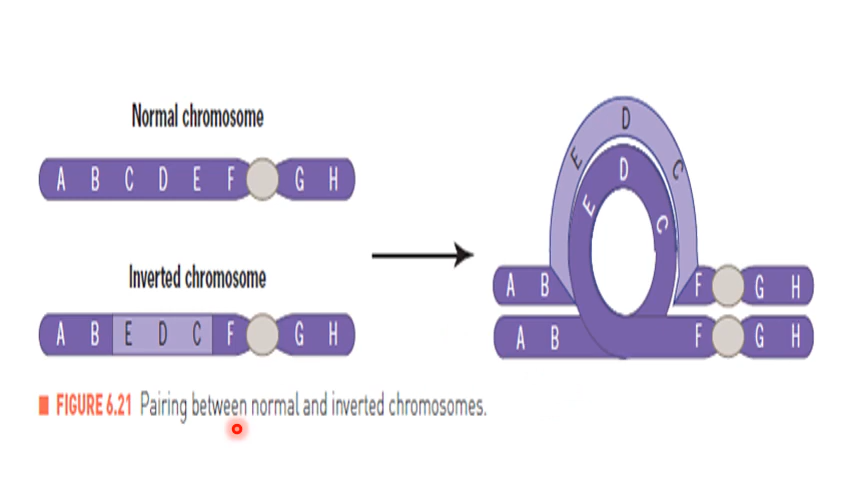 Normal chromosome
A B C D E F G H
Inverted chromosome
A B E D C F G H
E D C
E D C
A B F G H
A B F G H
FIGURE 6.21 Pairing between normal and inverted chromosomes.